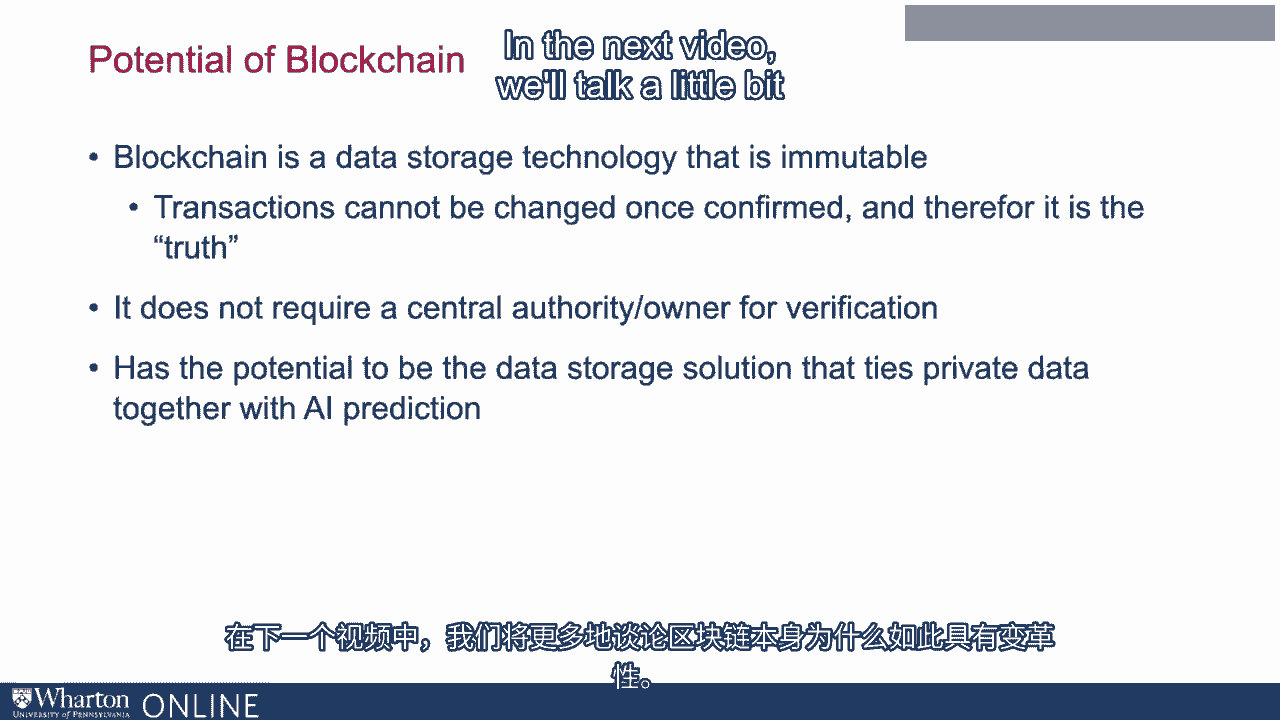 Potential of Blockchain
In the next video,
we'll talk a little bit
• Blockchain is a data storage technology that is immutable
• Transactions cannot be changed once confirmed, and therefor it is the
“truth”
• It does not require a central authority/owner for verification
• Has the potential to be the data storage solution that ties private data
together with AI prediction
在下一个视频中，我们将更多地谈论区块链本身为什么如此具有变革
性。
Wharton
UNIVERSITY of PENNSYLVANIA
ONLINE